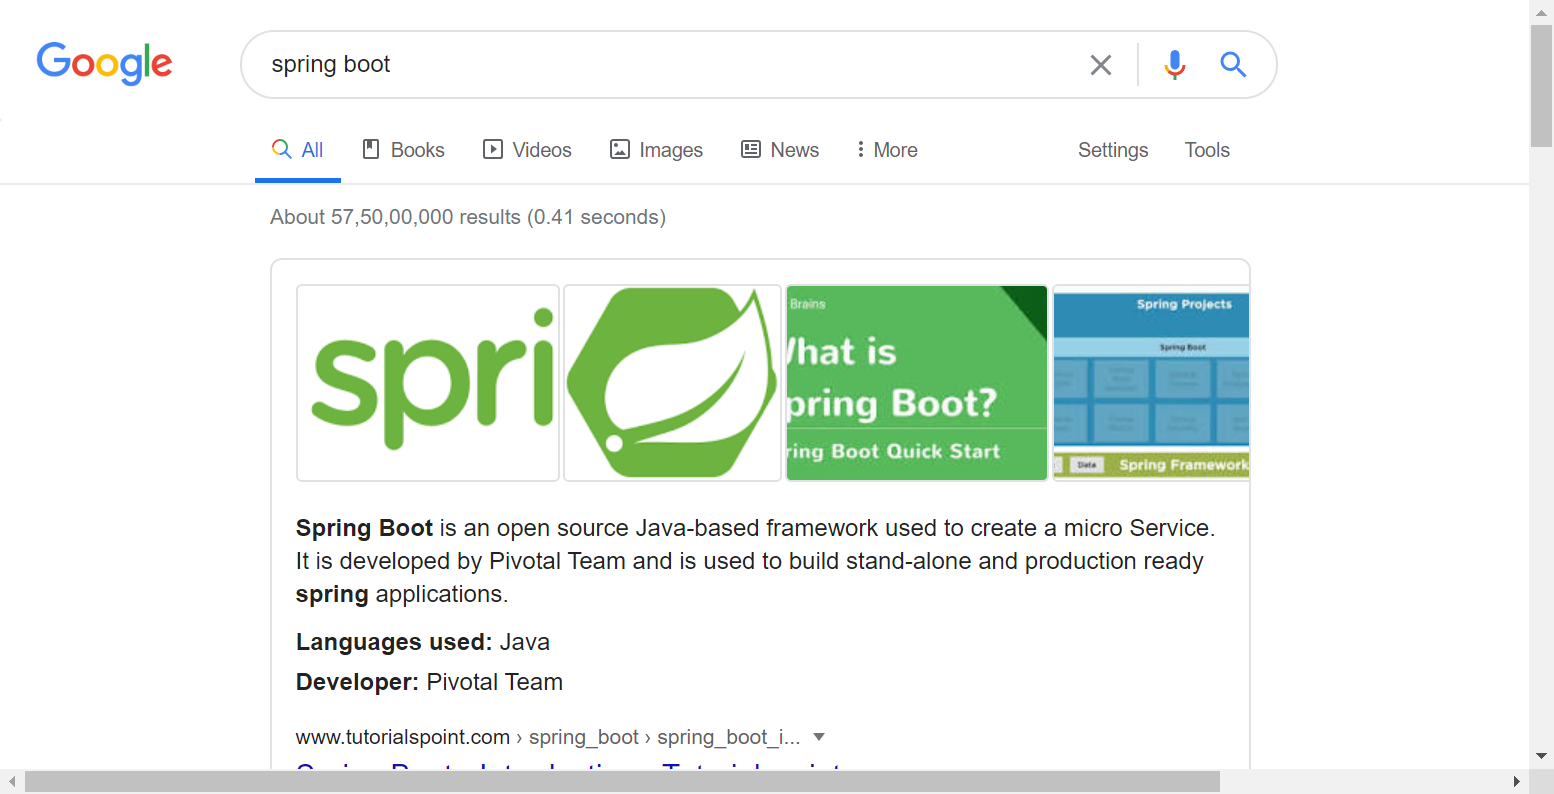 Google
spring boot
All Books Videos Images News More Settings Tools
About 57,50,00,000 results (0.41 seconds)
spri
Brains
What is
pring Boot?
ring Boot Quick Start
Spring Projects
Spring Boot
Data Spring Framework
Spring Boot is an open source Java-based framework used to create a micro Service.
It is developed by Pivotal Team and is used to build stand-alone and production ready
spring applications.
Languages used: Java
Developer: Pivotal Team
www.tutorialspoint.com › spring_boot › spring_boot_i...